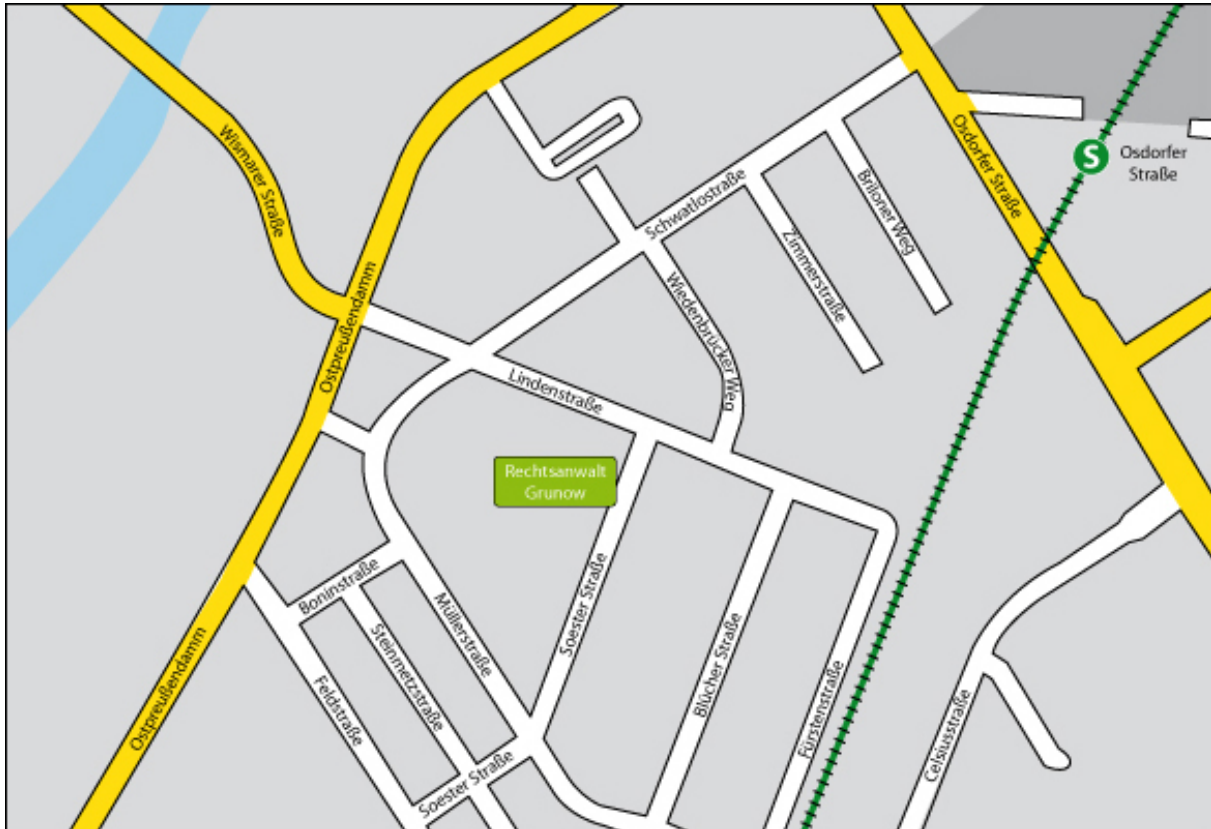 Wismarer Straße
Osdorfer Straße
S
Osdorfer
Straße
Schwatlostraße
Briloner Weg
Zimmerstraße
Wiedenbrücker Weg
Ostpreußendamm
Lindenstraße
Rechtsanwalt
Grunow
Boninstraße
Müllerstraße
Soester Straße
Steinmetzstraße
Blücher Straße
Fürstenstraße
Feldstraße
Ostpreußendamm
Celsiusstraße
Soester Straße